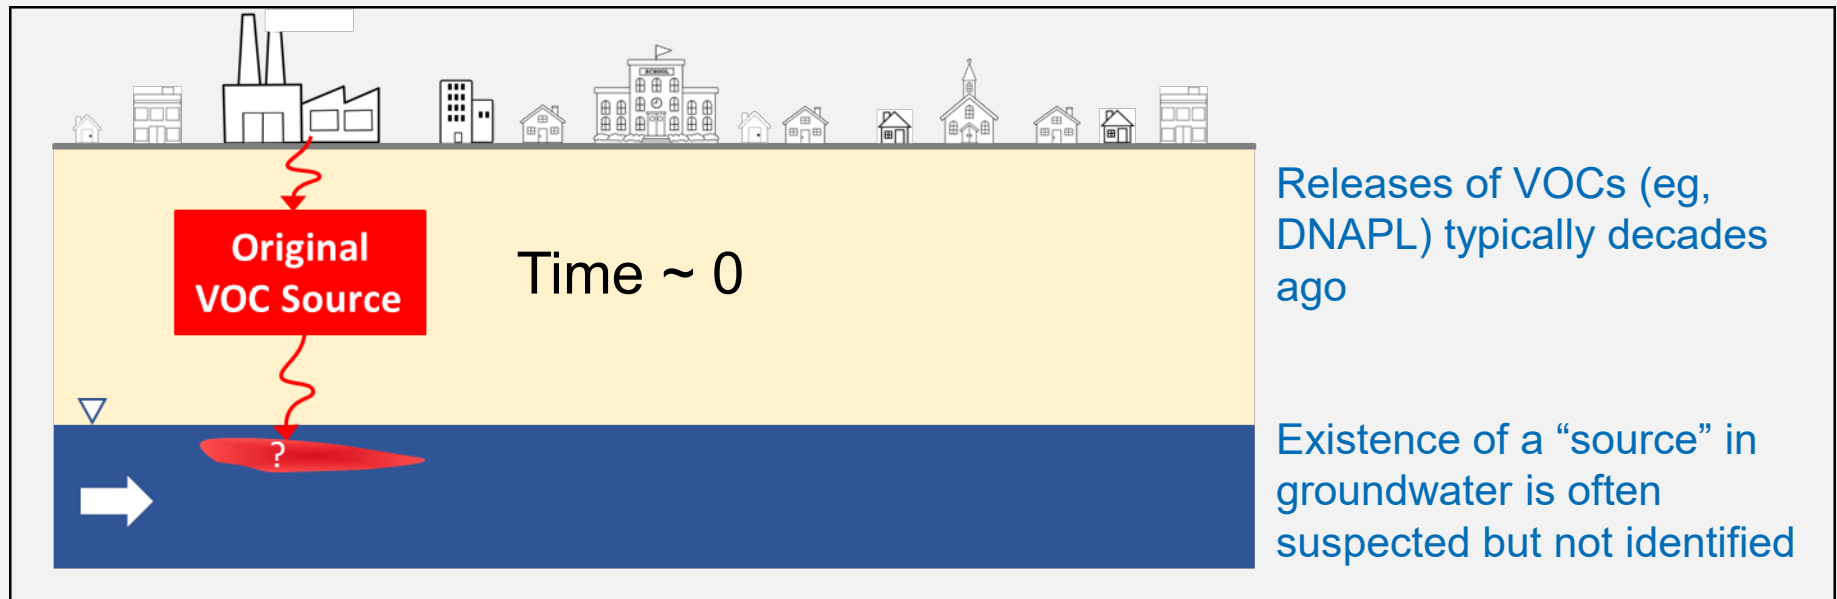 SCHOOL
Original
VOC Source
Time ~ 0
?
Releases of VOCs (eg,
DNAPL) typically decades
ago
Existence of a “source” in
groundwater is often
suspected but not identified